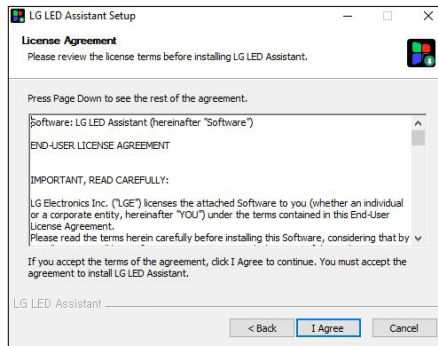 LG LED Assistant Setup
License Agreement
Please review the license terms before installing LG LED Assistant.
Press Page Down to see the rest of the agreement.
Software: LG LED Assistant (hereinafter "Software")
END-USER LICENSE AGREEMENT
IMPORTANT, READ CAREFULLY:
LG Electronics Inc. ("LGE") licenses the attached Software to you (whether an individual
or a corporate entity, hereinafter "YOU") under the terms contained in this End-User
License Agreement.
Please read the terms herein carefully before installing this Software, considering that by
If you accept the terms of the agreement, click I Agree to continue. You must accept the
agreement to install LG LED Assistant.
LG LED Assistant
< Back I Agree Cancel